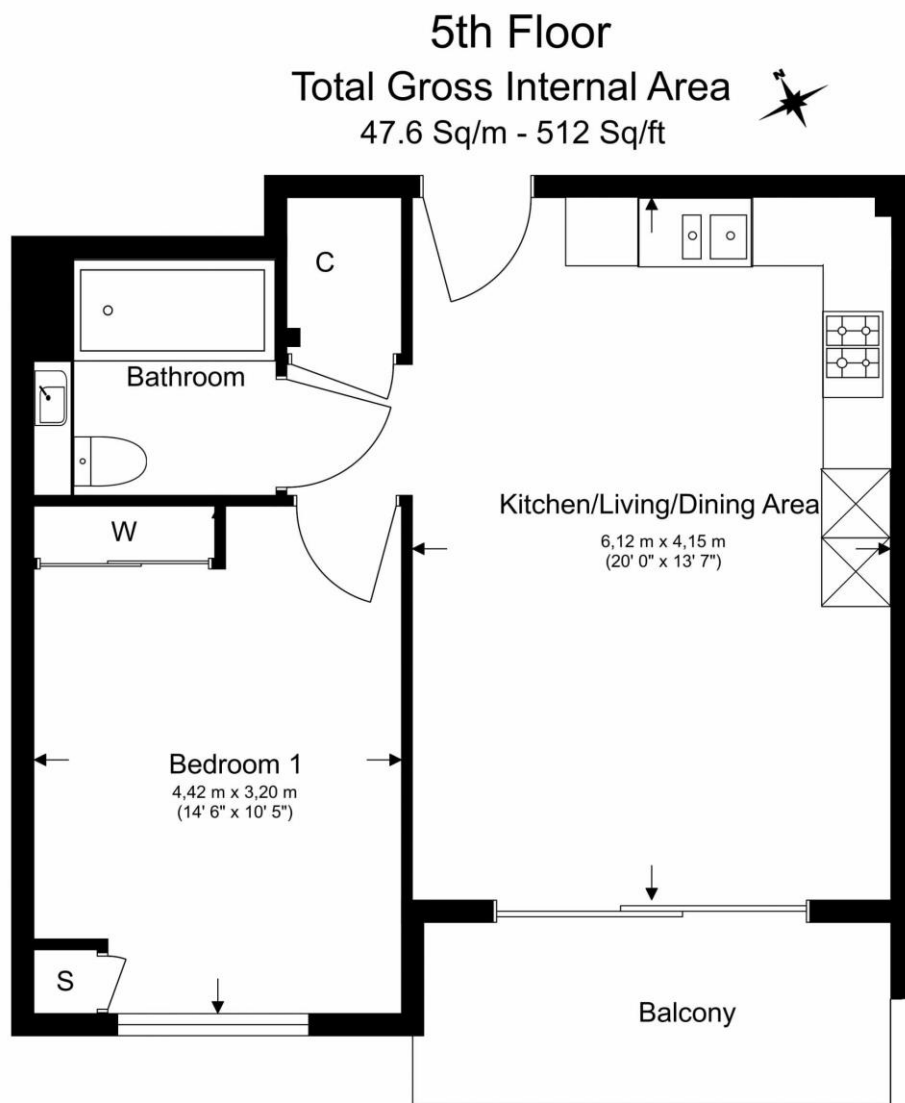 5th Floor
Total Gross Internal Area
47.6 Sq/m - 512 Sq/ft
N
C
Bathroom
W
Kitchen/Living/Dining Area
6,12 m x 4,15 m
(20' 0" x 13' 7")
Bedroom 1
4,42 m x 3,20 m
(14' 6" x 10' 5")
S
Balcony